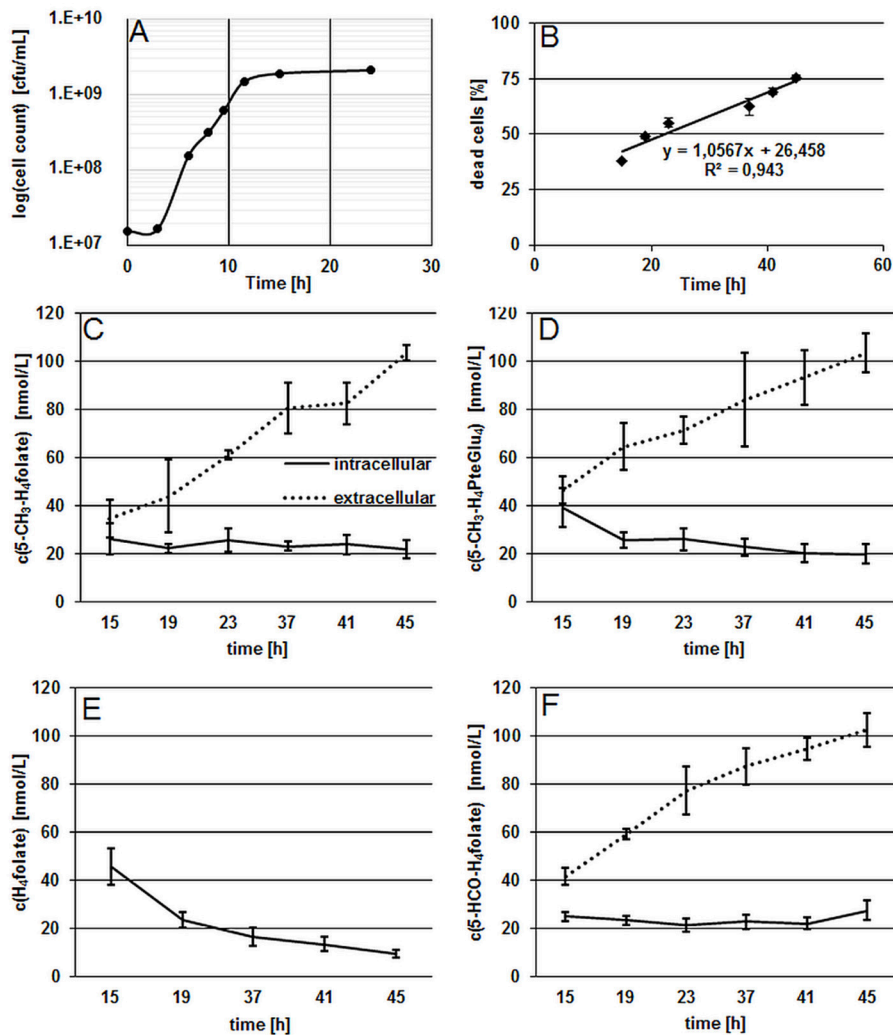 A
log(cell count) [cfu/mL]
1.E+10
1.E+09
1.E+08
1.E+07
0 10 20 30
Time [h]
B
dead cells [%]
100
75
50
25
0
y = 1,0567x + 26,458
R² = 0,943
0 20 40 60
Time [h]
C
c(5-CH₃-H₄folate) [nmol/L]
120
100
80
60
40
20
0
intracellular
extracellular
15 19 23 37 41 45
time [h]
D
c(5-CH₃-H₄PteGlu₄) [nmol/L]
120
100
80
60
40
20
0
15 19 23 37 41 45
time [h]
E
c(H₄folate) [nmol/L]
120
100
80
60
40
20
0
15 19 37 41 45
time [h]
F
c(5-HCO-H₄folate) [nmol/L]
120
100
80
60
40
20
0
15 19 23 37 41 45
time [h]